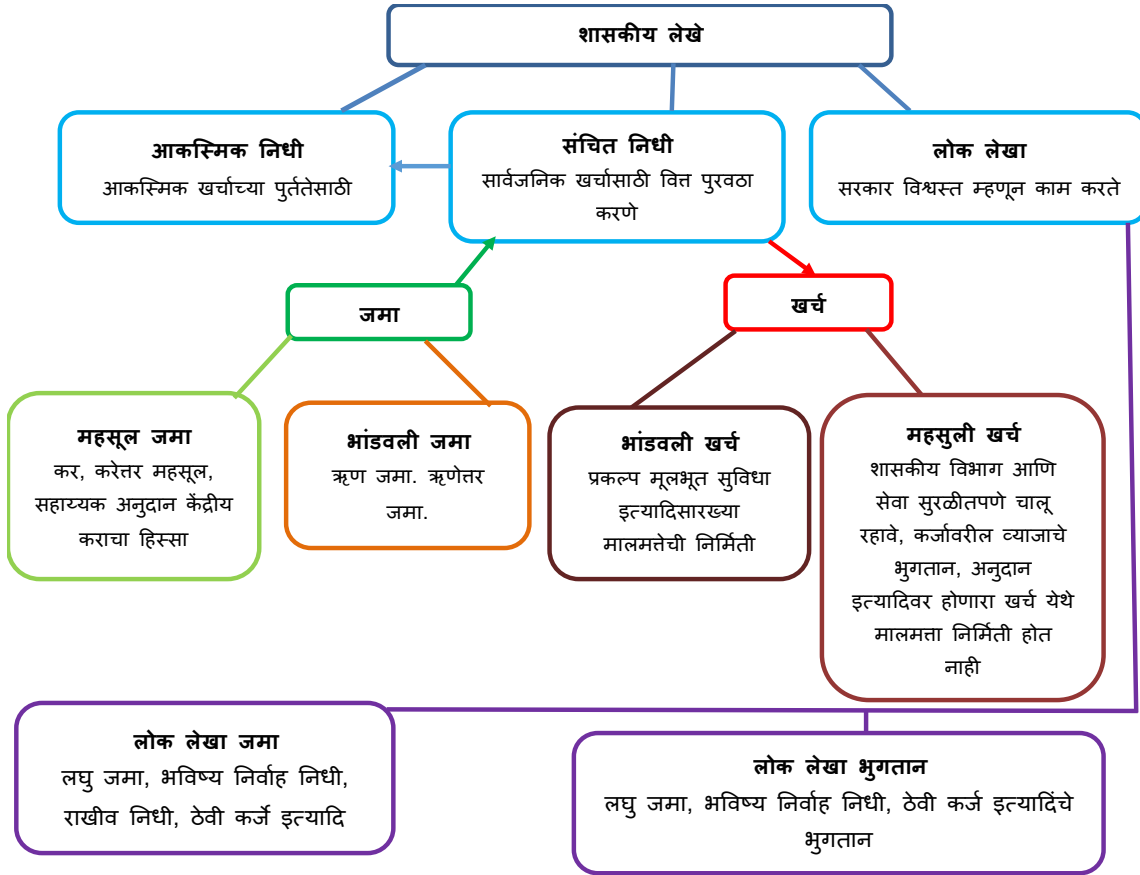 शासकीय लेखे
आकस्मिक निधी
आकस्मिक खर्चाच्या पुर्ततेसाठी
संचित निधी
सार्वजनिक खर्चासाठी वित्त पुरवठा
करणे
लोक लेखा
सरकार विश्वस्त म्हणून काम करते
जमा
खर्च
महसूल जमा
कर, करेत्तर महसूल,
सहाय्यक अनुदान केंद्रीय
कराचा हिस्सा
भांडवली जमा
ऋण जमा. ऋणेत्तर
जमा.
भांडवली खर्च
प्रकल्प मूलभूत सुविधा
इत्यादिसारख्या
मालमत्तेची निर्मिती
महसुली खर्च
शासकीय विभाग आणि
सेवा सुरळीतपणे चालू
रहावे, कर्जावरील व्याजाचे
भुगतान, अनुदान
इत्यादिवर होणारा खर्च येथे
मालमत्ता निर्मिती होत
नाही
लोक लेखा जमा
लघु जमा, भविष्य निर्वाह निधी,
राखीव निधी, ठेवी कर्जे इत्यादि
लोक लेखा भुगतान
लघु जमा, भविष्य निर्वाह निधी, ठेवी कर्ज इत्यादिंचे
भुगतान